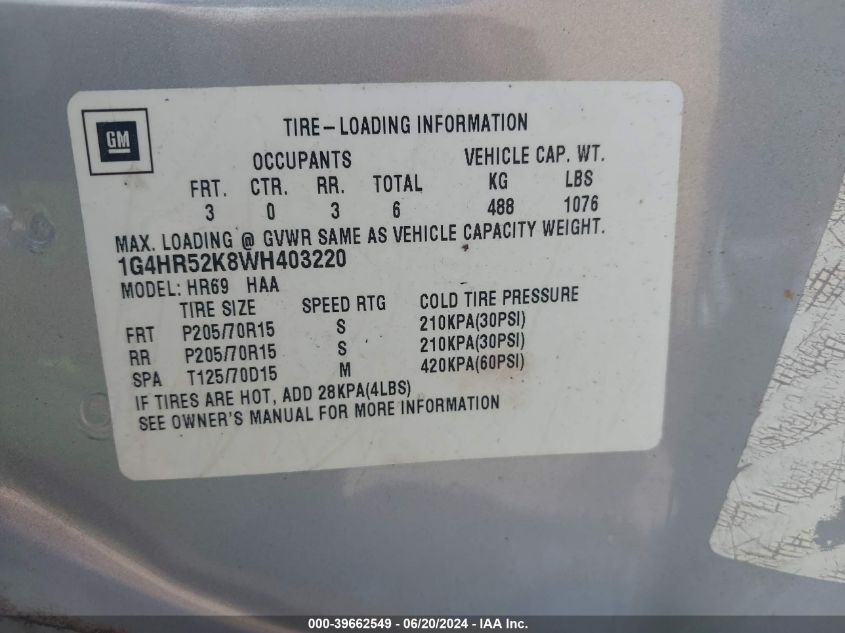 GM
TIRE-LOADING INFORMATION
OCCUPANTS VEHICLE CAP. WT.
FRT. CTR. RR. TOTAL KG LBS
3 0 3 6 488 1076
MAX. LOADING @ GVWR SAME AS VEHICLE CAPACITY WEIGHT.
1G4HR52K8WH403220
MODEL: HR69 HAA
TIRE SIZE SPEED RTG COLD TIRE PRESSURE
FRT P205/70R15 S 210KPA(30PSI)
RR P205/70R15 S 210KPA(30PSI)
SPA T125/70D15 M 420KPA(60PSI)
IF TIRES ARE HOT, ADD 28KPA(4LBS)
SEE OWNER'S MANUAL FOR MORE INFORMATION
000-39662549 - 06/20/2024 - IAA Inc.